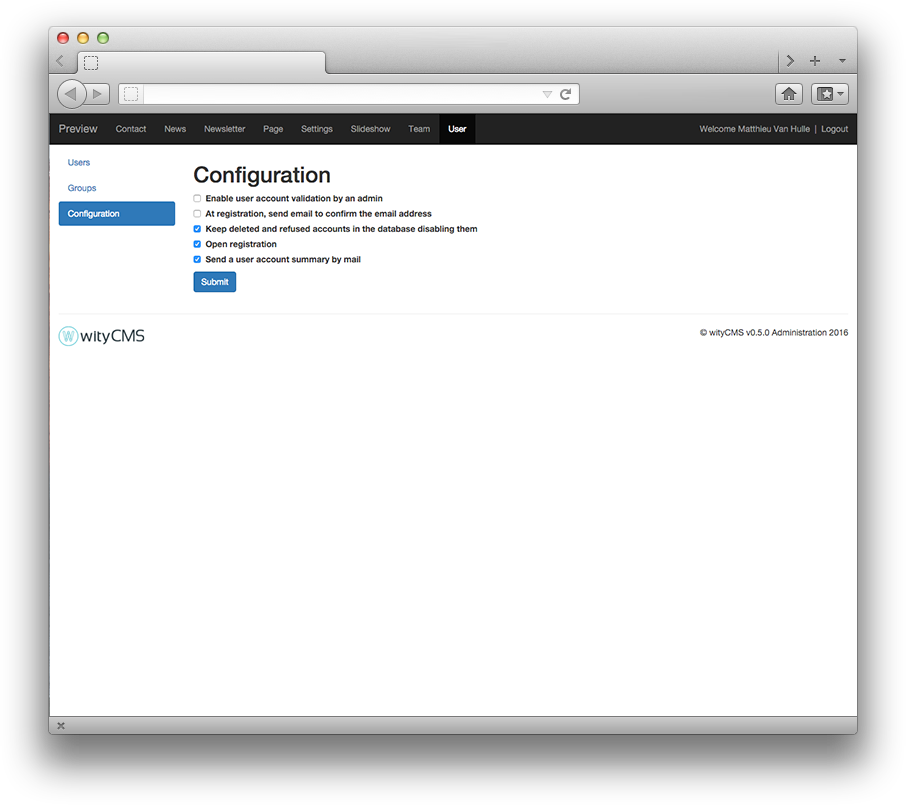 Preview Contact News Newsletter Page Settings Slideshow Team User Welcome Matthieu Van Hulle | Logout
Users
Groups
Configuration
Configuration
Enable user account validation by an admin
At registration, send email to confirm the email address
Keep deleted and refused accounts in the database disabling them
Open registration
Send a user account summary by mail
Submit
W wityCMS
© wityCMS v0.5.0 Administration 2016